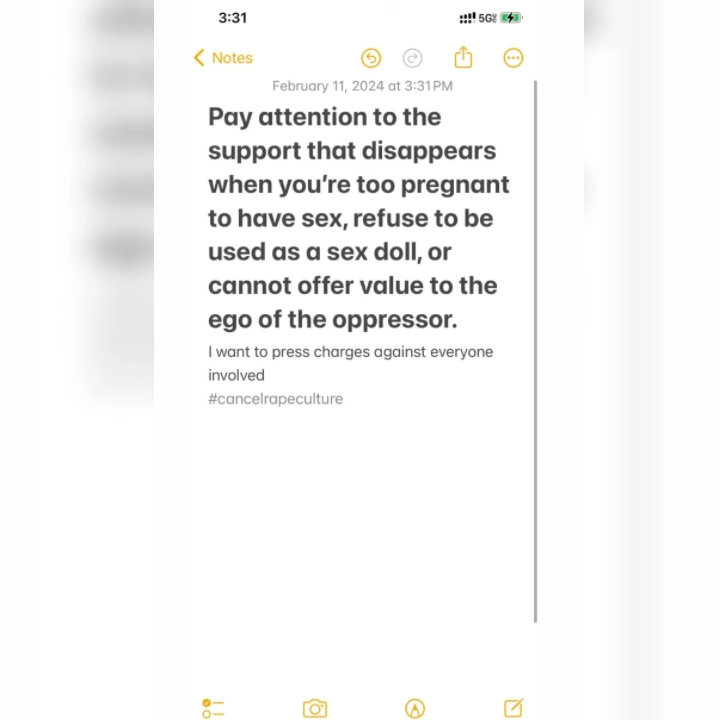 3:31
5G
Notes
February 11, 2024 at 3:31 PM
Pay attention to the
support that disappears
when you’re too pregnant
to have sex, refuse to be
used as a sex doll, or
cannot offer value to the
ego of the oppressor.
I want to press charges against everyone
involved
#cancelrapeculture